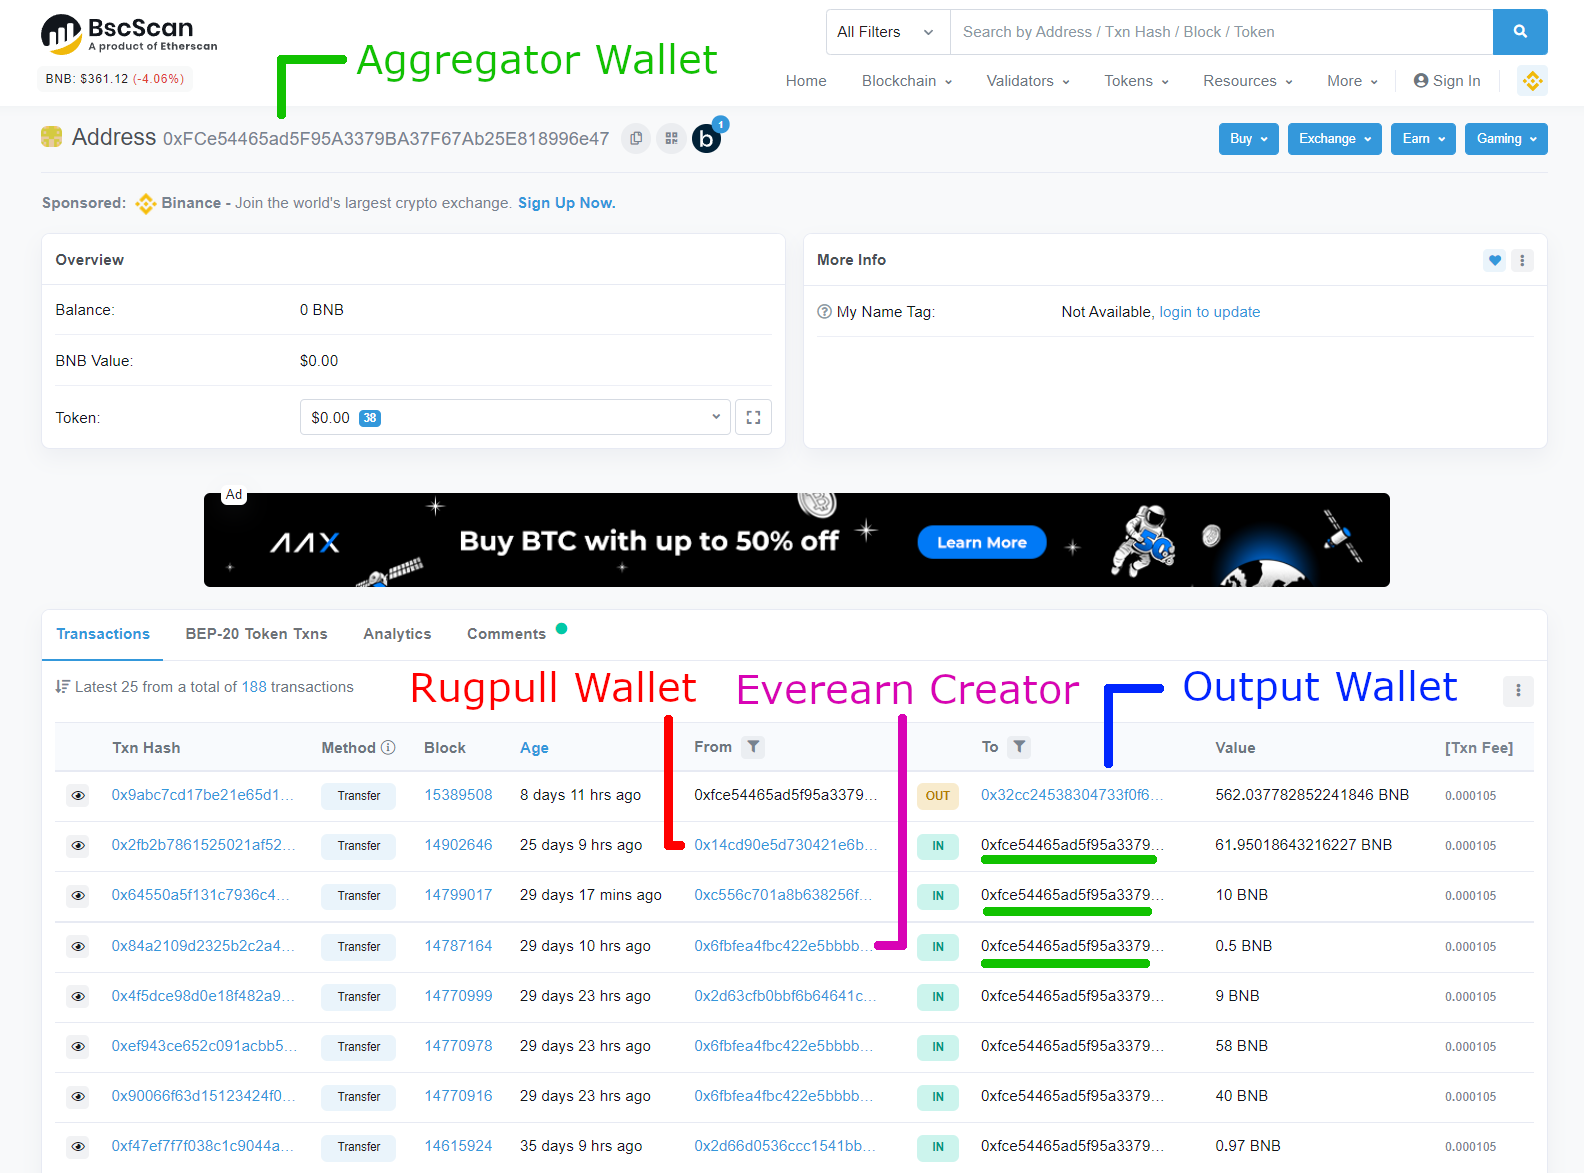 BscScan
A product of Etherscan
All Filters
Search by Address / Txn Hash / Block / Token
Aggregator Wallet
BNB: $361.12 (-4.06%)
Home Blockchain Validators Tokens Resources More Sign In
Address 0xFCe54465ad5F95A3379BA37F67Ab25E818996e47
b 1
Buy Exchange Earn Gaming
Sponsored: Binance - Join the world's largest crypto exchange. Sign Up Now.
Overview
Balance: 0 BNB
BNB Value: $0.00
Token: $0.00 38
More Info
My Name Tag: Not Available, login to update
Ad
AAX
Buy BTC with up to 50% off
Learn More
50%
Transactions BEP-20 Token Txns Analytics Comments
Latest 25 from a total of 188 transactions
Rugpull Wallet
Everearn Creator
Output Wallet
Txn Hash Method Block Age From To Value [Txn Fee]
0x9abc7cd17be21e65d1... Transfer 15389508 8 days 11 hrs ago 0xfce54465ad5f95a3379... OUT 0x32cc24538304733f0f6... 562.037782852241846 BNB 0.000105
0x2fb2b7861525021af52... Transfer 14902646 25 days 9 hrs ago 0x14cd90e5d730421e6b... IN 0xfce54465ad5f95a3379... 61.95018643216227 BNB 0.000105
0x64550a5f131c7936c4... Transfer 14799017 29 days 17 mins ago 0xc556c701a8b638256f... IN 0xfce54465ad5f95a3379... 10 BNB 0.000105
0x84a2109d2325b2c2a4... Transfer 14787164 29 days 10 hrs ago 0x6fbfea4fbc422e5bbbb... IN 0xfce54465ad5f95a3379... 0.5 BNB 0.000105
0x4f5dce98d0e18f482a9... Transfer 14770999 29 days 23 hrs ago 0x2d63cfb0bbf6b64641c... IN 0xfce54465ad5f95a3379... 9 BNB 0.000105
0xef943ce652c091acbb5... Transfer 14770978 29 days 23 hrs ago 0x6fbfea4fbc422e5bbbb... IN 0xfce54465ad5f95a3379... 58 BNB 0.000105
0x90066f63d15123424f0... Transfer 14770916 29 days 23 hrs ago 0x6fbfea4fbc422e5bbbb... IN 0xfce54465ad5f95a3379... 40 BNB 0.000105
0xf47ef7f7f038c1c9044a... Transfer 14615924 35 days 9 hrs ago 0x2d66d0536ccc1541bb... IN 0xfce54465ad5f95a3379... 0.97 BNB 0.000105